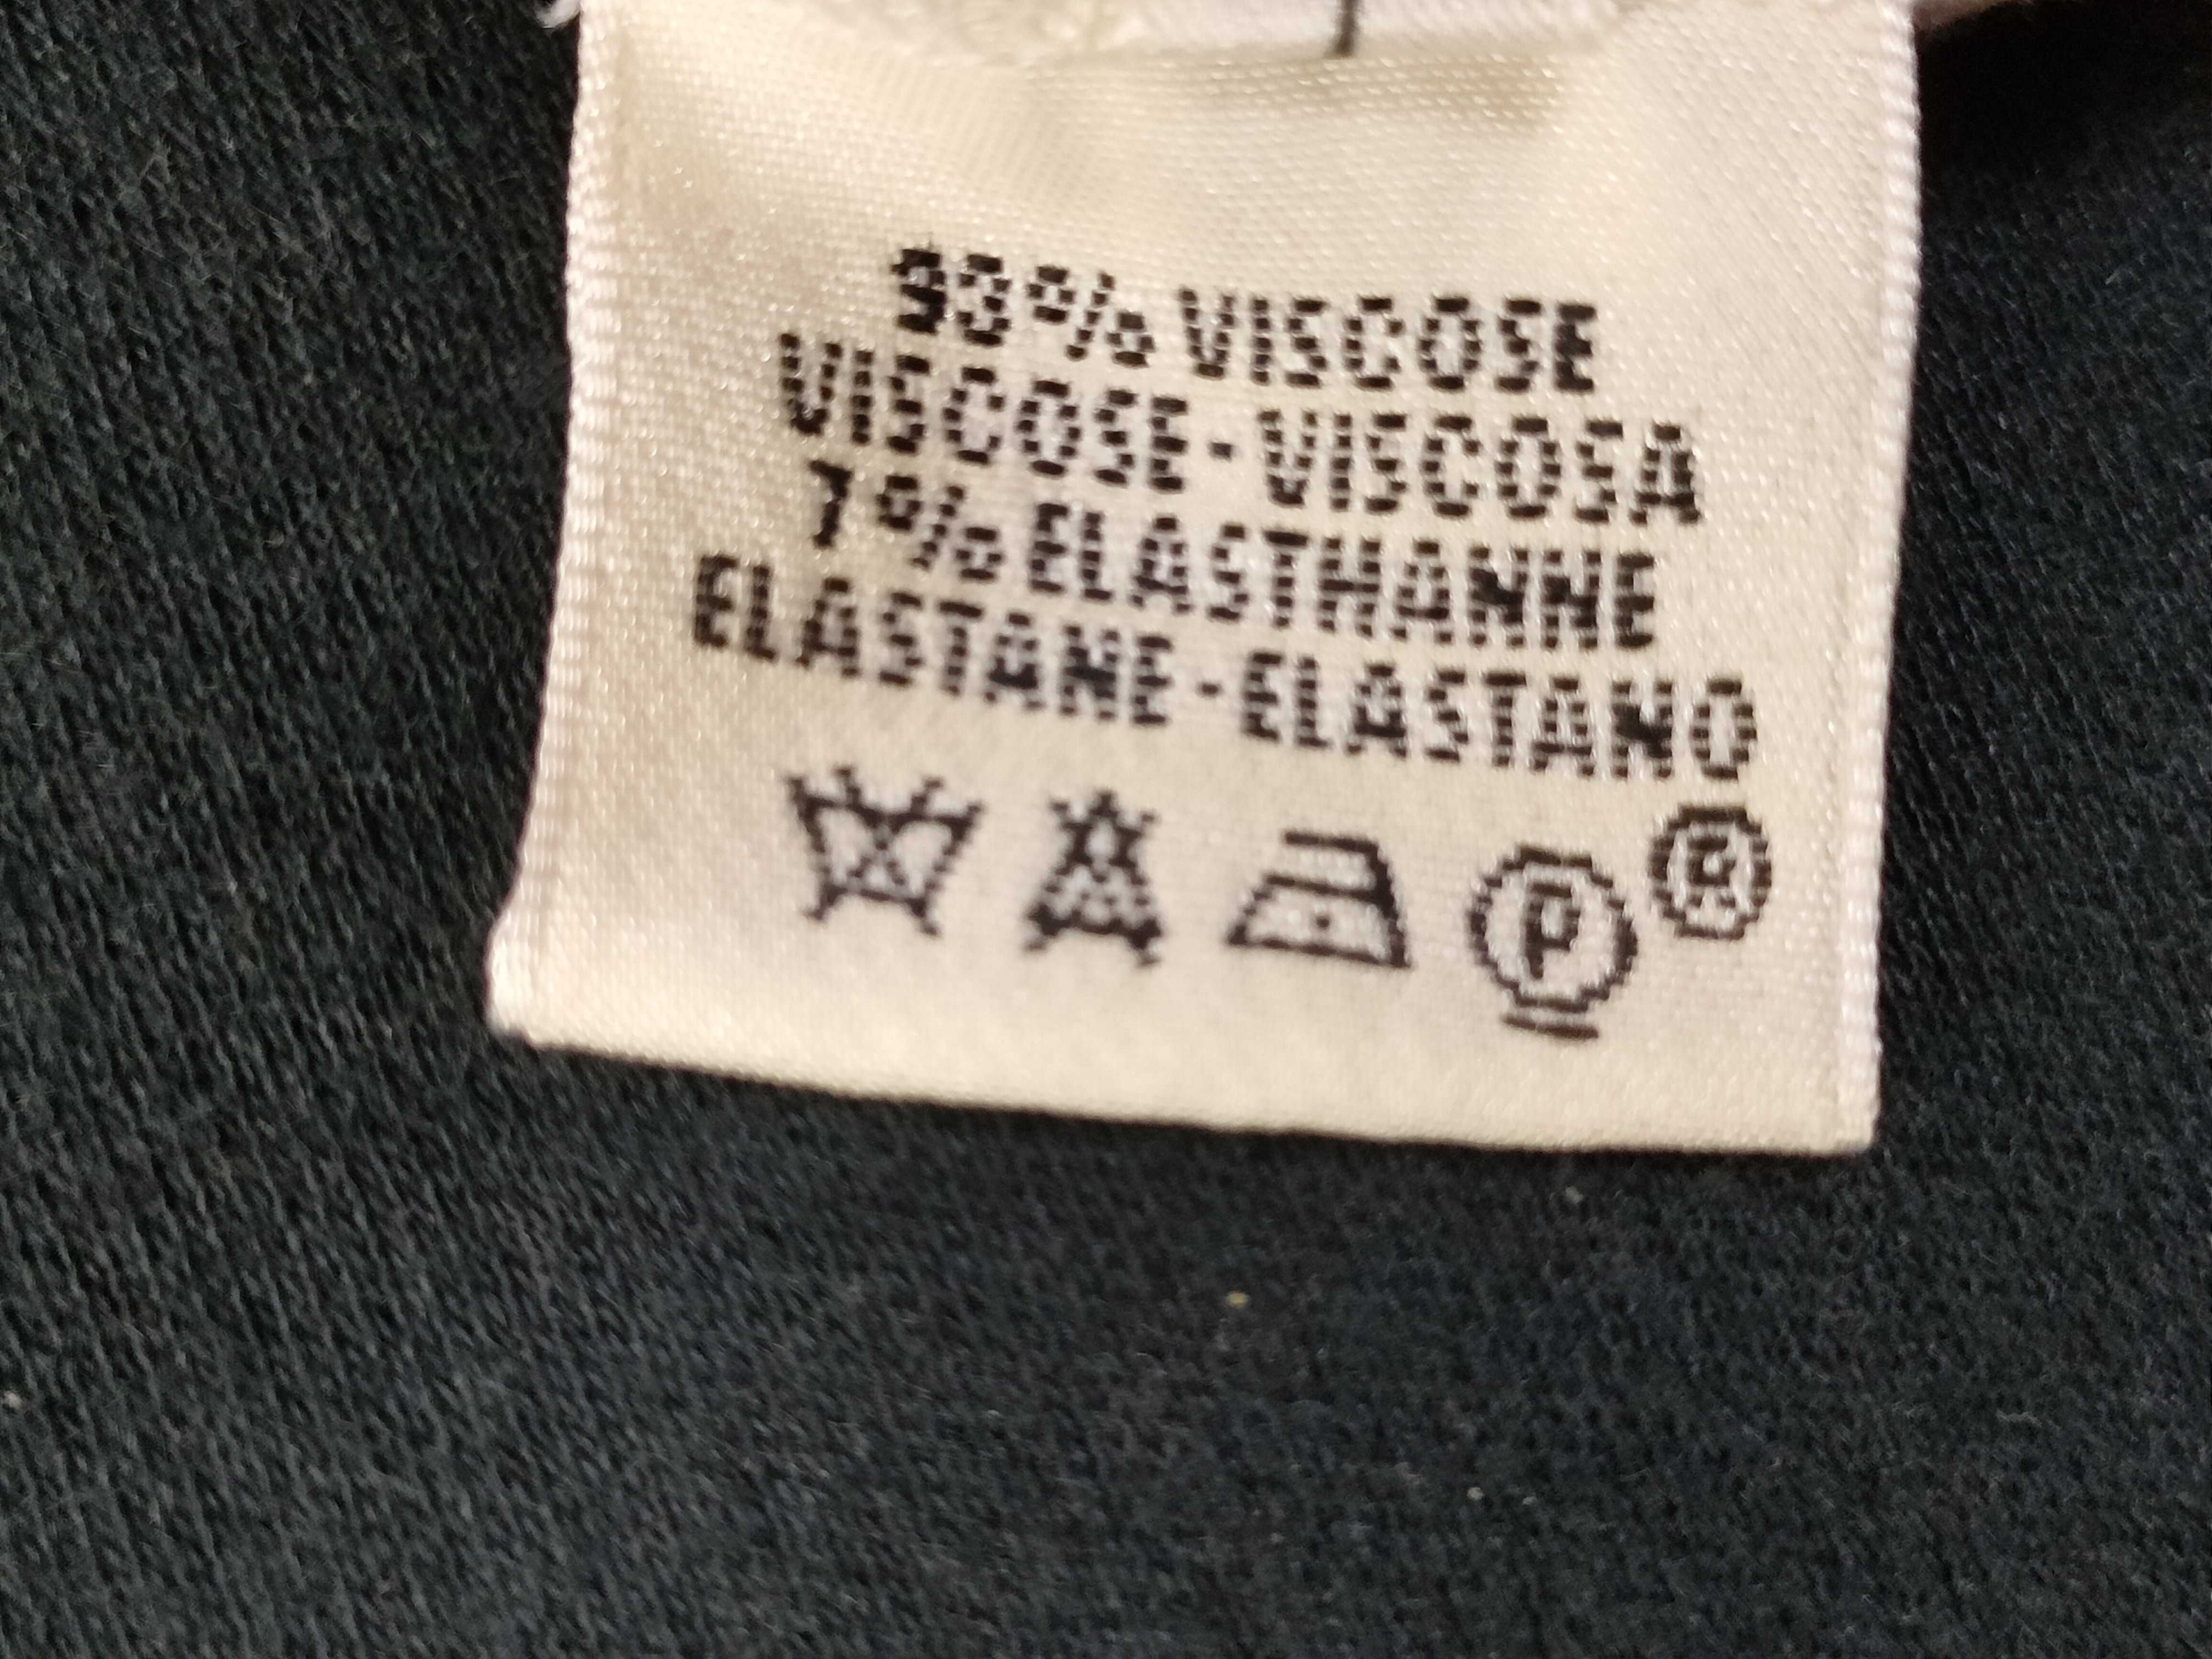 93% VISCOSE
VISCOSE - VISCOSA
7% ELASTHANNE
ELASTANE - ELASTANO
P ®